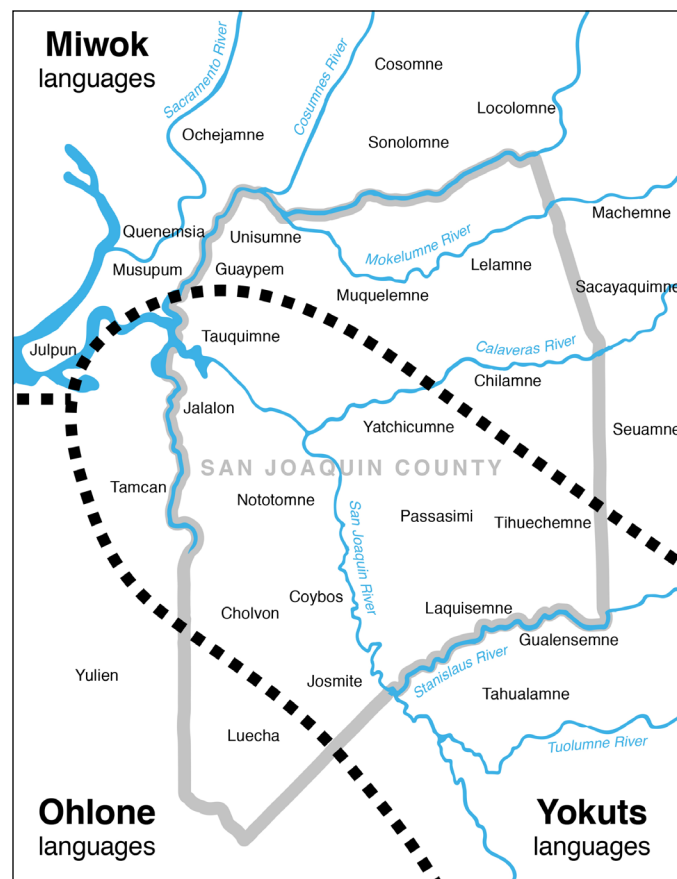 Miwok
languages
Sacramento River
Cosumnes River
Cosomne
Locolomne
Ochejamne
Sonolomne
Machemne
Quenemsia
Unisumne
Mokelumne River
Lelamne
Musupum
Guaypem
Sacayaquimne
Muquelemne
Tauquimne
Julpun
Calaveras River
Chilamne
Jalalon
Yatchicumne
Seuamne
SAN JOAQUIN COUNTY
Tamcan
Nototomne
San Joaquin River
Passasimi
Tihuechemne
Coybos
Cholvon
Laquisemne
Gualensemne
Yulien
Josmite
Stanislaus River
Tahualamne
Luecha
Tuolumne River
Ohlone
languages
Yokuts
languages